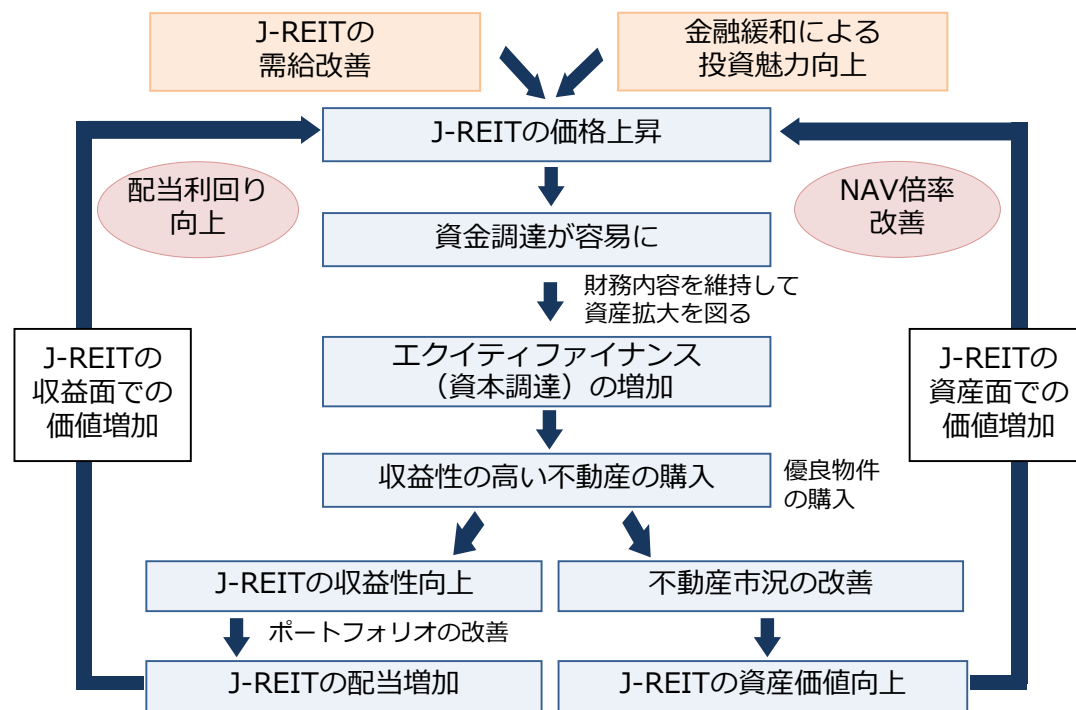 J-REITの
需給改善
金融緩和による
投資魅力向上
J-REITの価格上昇
配当利回り
向上
NAV倍率
改善
資金調達が容易に
財務内容を維持して
資産拡大を図る
J-REITの
収益面での
価値増加
エクイティファイナンス
（資本調達）の増加
J-REITの
資産面での
価値増加
収益性の高い不動産の購入
優良物件
の購入
J-REITの収益性向上
不動産市況の改善
ポートフォリオの改善
J-REITの配当増加
J-REITの資産価値向上